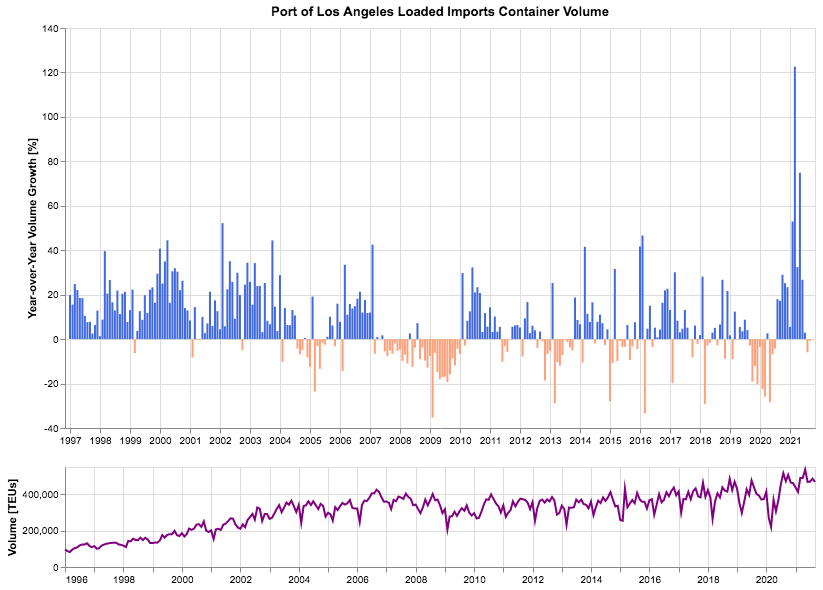 Port of Los Angeles Loaded Imports Container Volume
Year-over-Year Volume Growth [%]
140
120
100
80
60
40
20
0
-20
-40
1997 1998 1999 2000 2001 2002 2003 2004 2005 2006 2007 2008 2009 2010 2011 2012 2013 2014 2015 2016 2017 2018 2019 2020 2021
Volume [TEUs]
400,000
200,000
0
1996 1998 2000 2002 2004 2006 2008 2010 2012 2014 2016 2018 2020